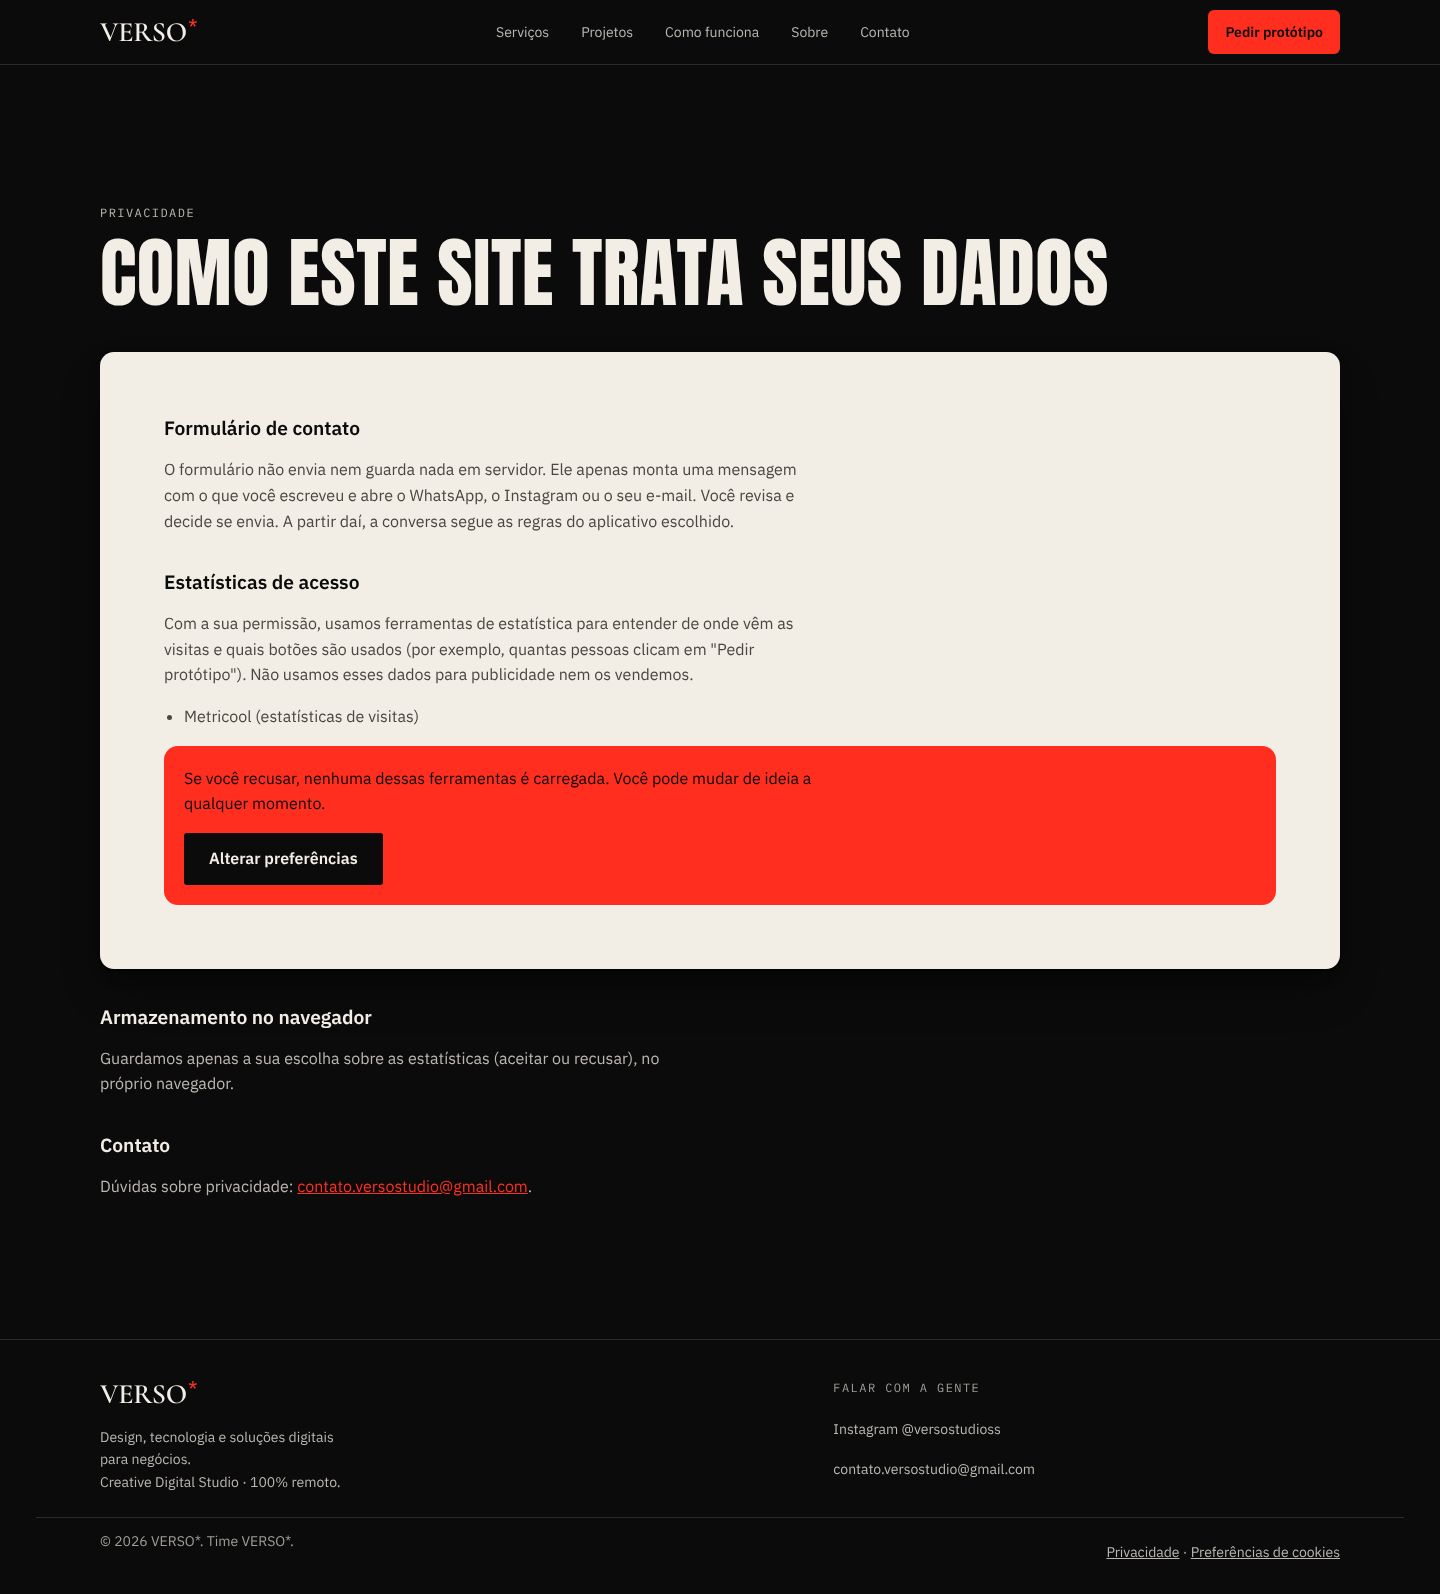 VERSO*
Serviços
Projetos
Como funciona
Sobre
Contato
Pedir protótipo
PRIVACIDADE
COMO ESTE SITE TRATA SEUS DADOS
Formulário de contato
O formulário não envia nem guarda nada em servidor. Ele apenas monta uma mensagem
com o que você escreveu e abre o WhatsApp, o Instagram ou o seu e-mail. Você revisa e
decide se envia. A partir daí, a conversa segue as regras do aplicativo escolhido.
Estatísticas de acesso
Com a sua permissão, usamos ferramentas de estatística para entender de onde vêm as
visitas e quais botões são usados (por exemplo, quantas pessoas clicam em "Pedir
protótipo"). Não usamos esses dados para publicidade nem os vendemos.
• Metricool (estatísticas de visitas)
Se você recusar, nenhuma dessas ferramentas é carregada. Você pode mudar de ideia a
qualquer momento.
Alterar preferências
Armazenamento no navegador
Guardamos apenas a sua escolha sobre as estatísticas (aceitar ou recusar), no
próprio navegador.
Contato
Dúvidas sobre privacidade: contato.versostudio@gmail.com.
VERSO*
Design, tecnologia e soluções digitais
para negócios.
Creative Digital Studio · 100% remoto.
FALAR COM A GENTE
Instagram @versostudioss
contato.versostudio@gmail.com
© 2026 VERSO*. Time VERSO*.
Privacidade · Preferências de cookies